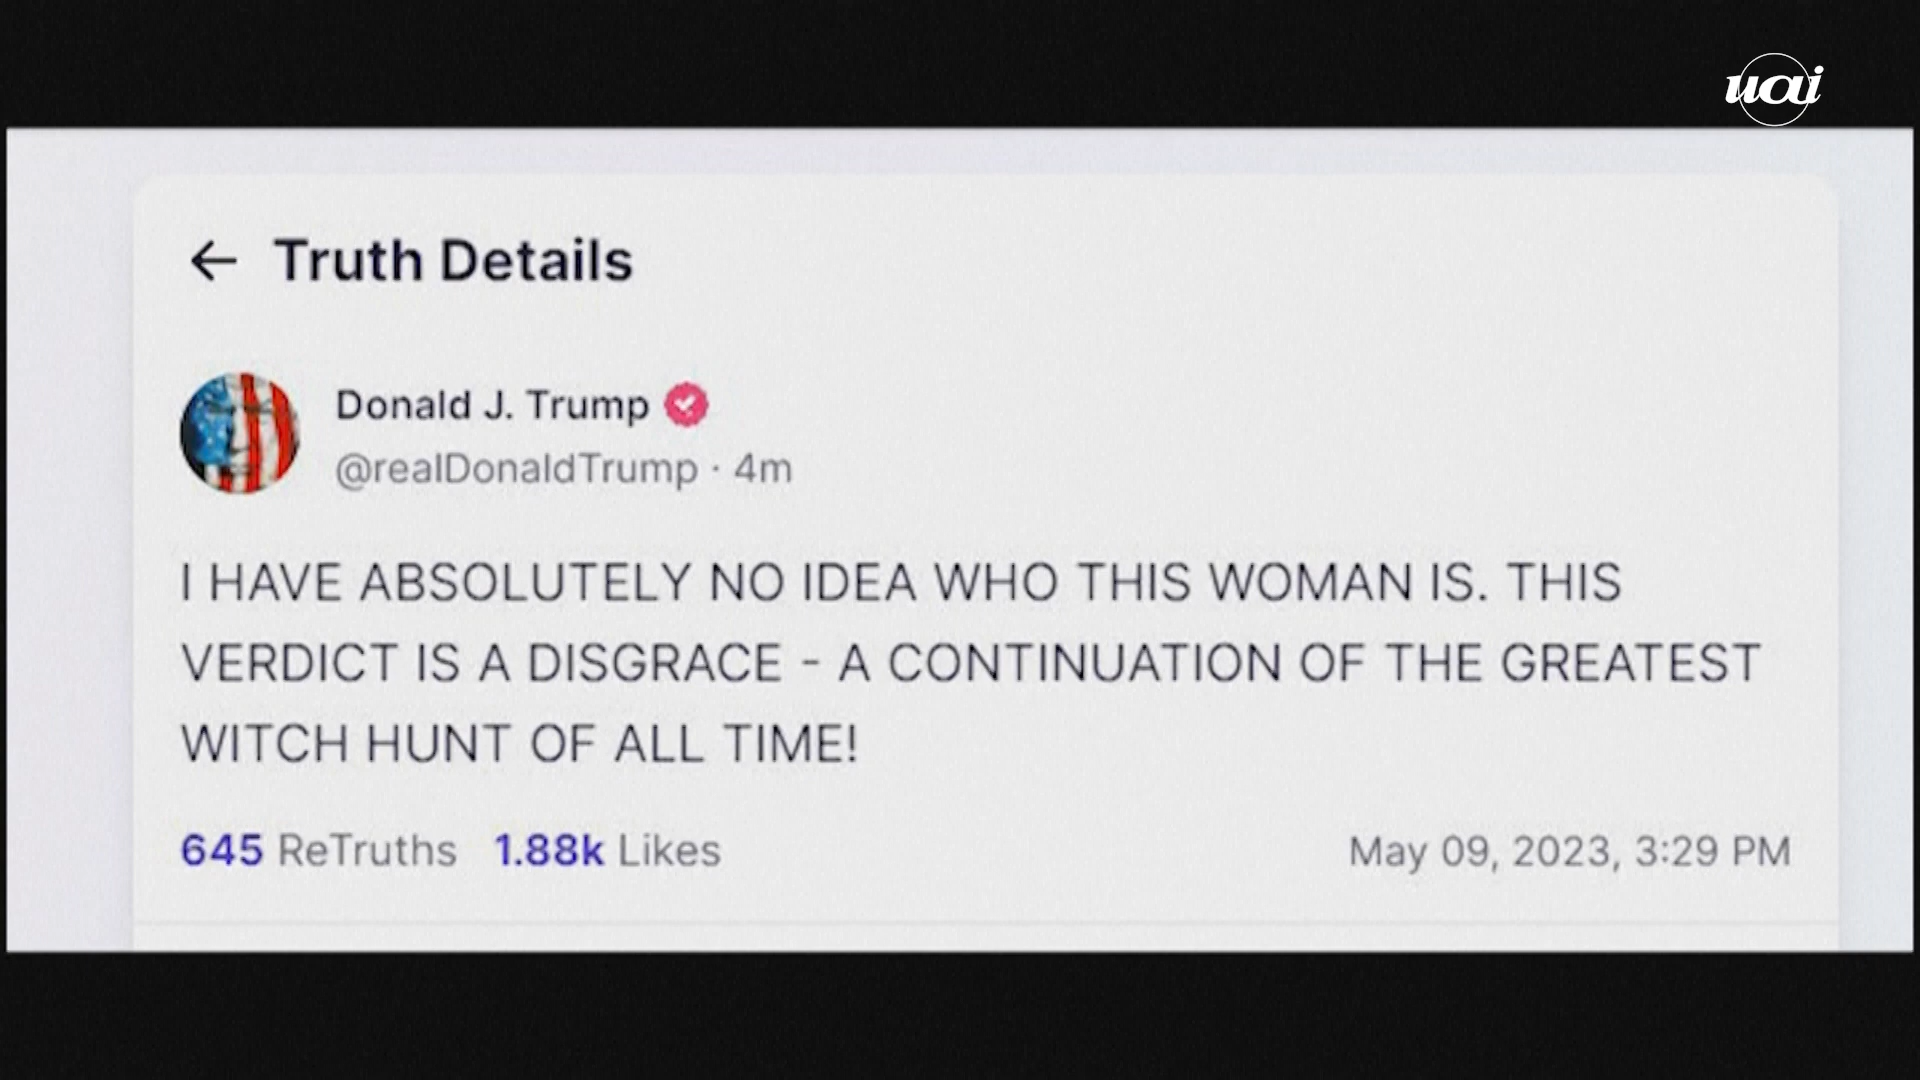 uai
← Truth Details
Donald J. Trump
@realDonaldTrump · 4m
I HAVE ABSOLUTELY NO IDEA WHO THIS WOMAN IS. THIS
VERDICT IS A DISGRACE - A CONTINUATION OF THE GREATEST
WITCH HUNT OF ALL TIME!
645 ReTruths 1.88k Likes May 09, 2023, 3:29 PM